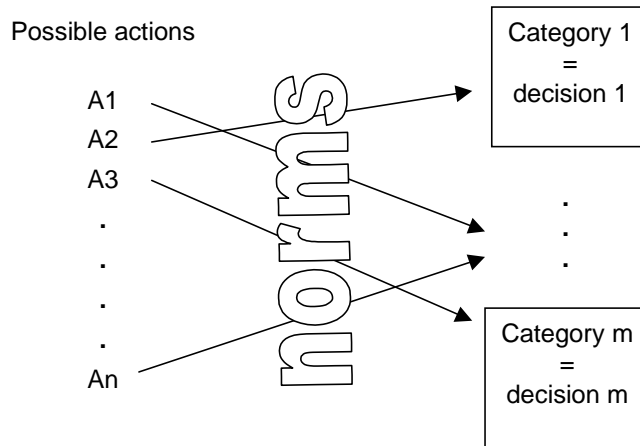 Possible actions
A1
A2
A3
.
.
.
.
An
norms
Category 1
=
decision 1
.
.
.
Category m
=
decision m